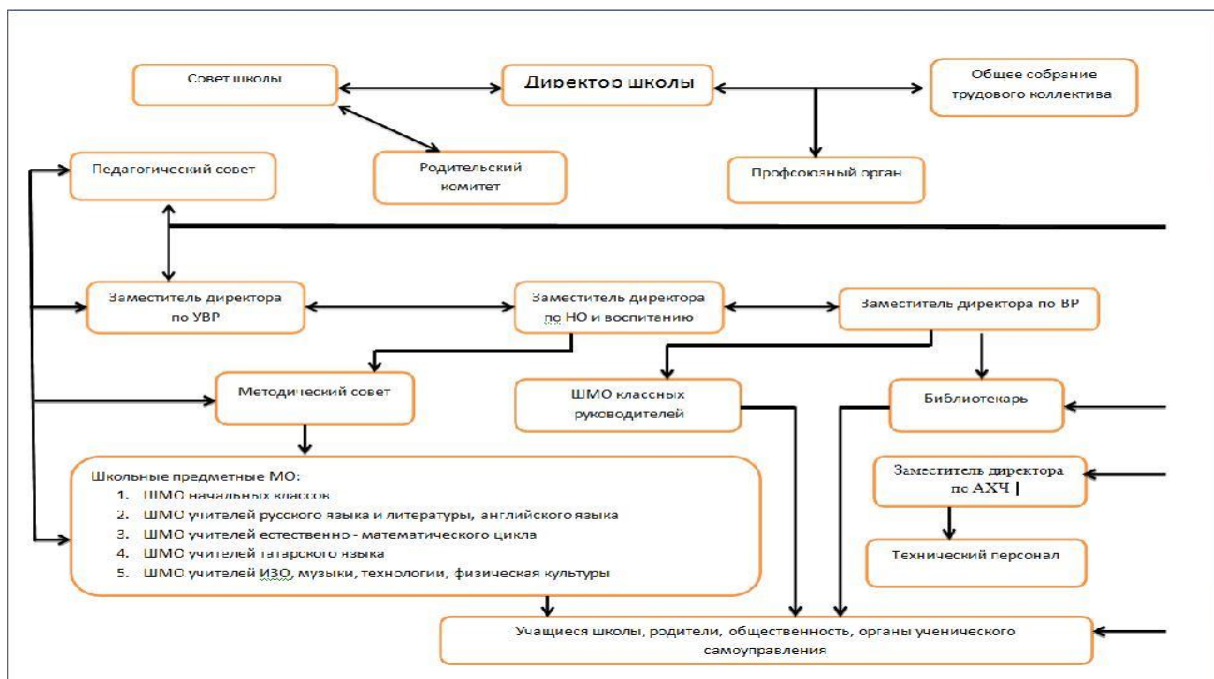 Совет школы
Директор школы
Общее собрание
трудового коллектива
Педагогический совет
Родительский
комитет
Профсоюзный орган
Заместитель директора
по УВР
Заместитель директора
по НО и воспитанию
Заместитель директора по ВР
Методический совет
ШМО классных
руководителей
Библиотекарь
Школьные предметные МО:
1. ШМО начальных классов
2. ШМО учителей русского языка и литературы, английского языка
3. ШМО учителей естественно - математического цикла
4. ШМО учителей татарского языка
5. ШМО учителей ИЗО, музыки, технологии, физическая культуры
Заместитель директора
по АХЧ
Технический персонал
Учащиеся школы, родители, общественность, органы ученического
самоуправления